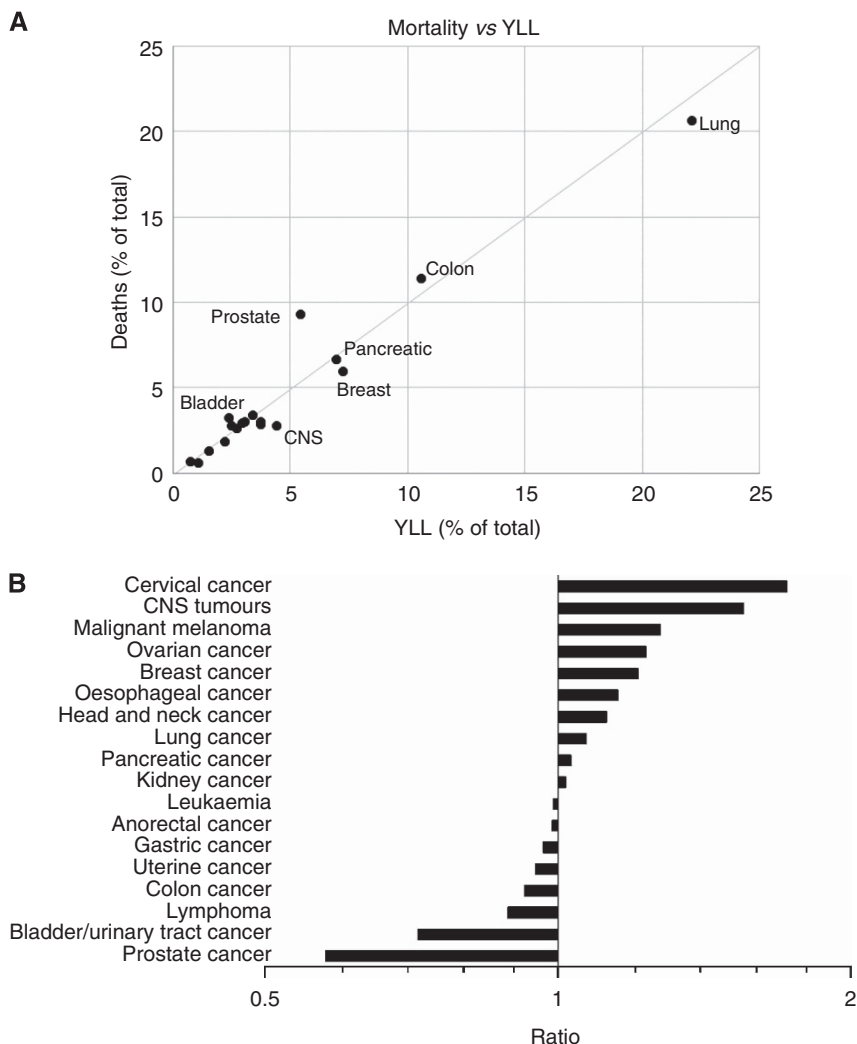 A
Mortality vs YLL
25
20
15
10
5
0
Deaths (% of total)
Lung
Colon
Prostate
Pancreatic
Breast
Bladder
CNS
0 5 10 15 20 25
YLL (% of total)
B
Cervical cancer
CNS tumours
Malignant melanoma
Ovarian cancer
Breast cancer
Oesophageal cancer
Head and neck cancer
Lung cancer
Pancreatic cancer
Kidney cancer
Leukaemia
Anorectal cancer
Gastric cancer
Uterine cancer
Colon cancer
Lymphoma
Bladder/urinary tract cancer
Prostate cancer
0.5 1 2
Ratio